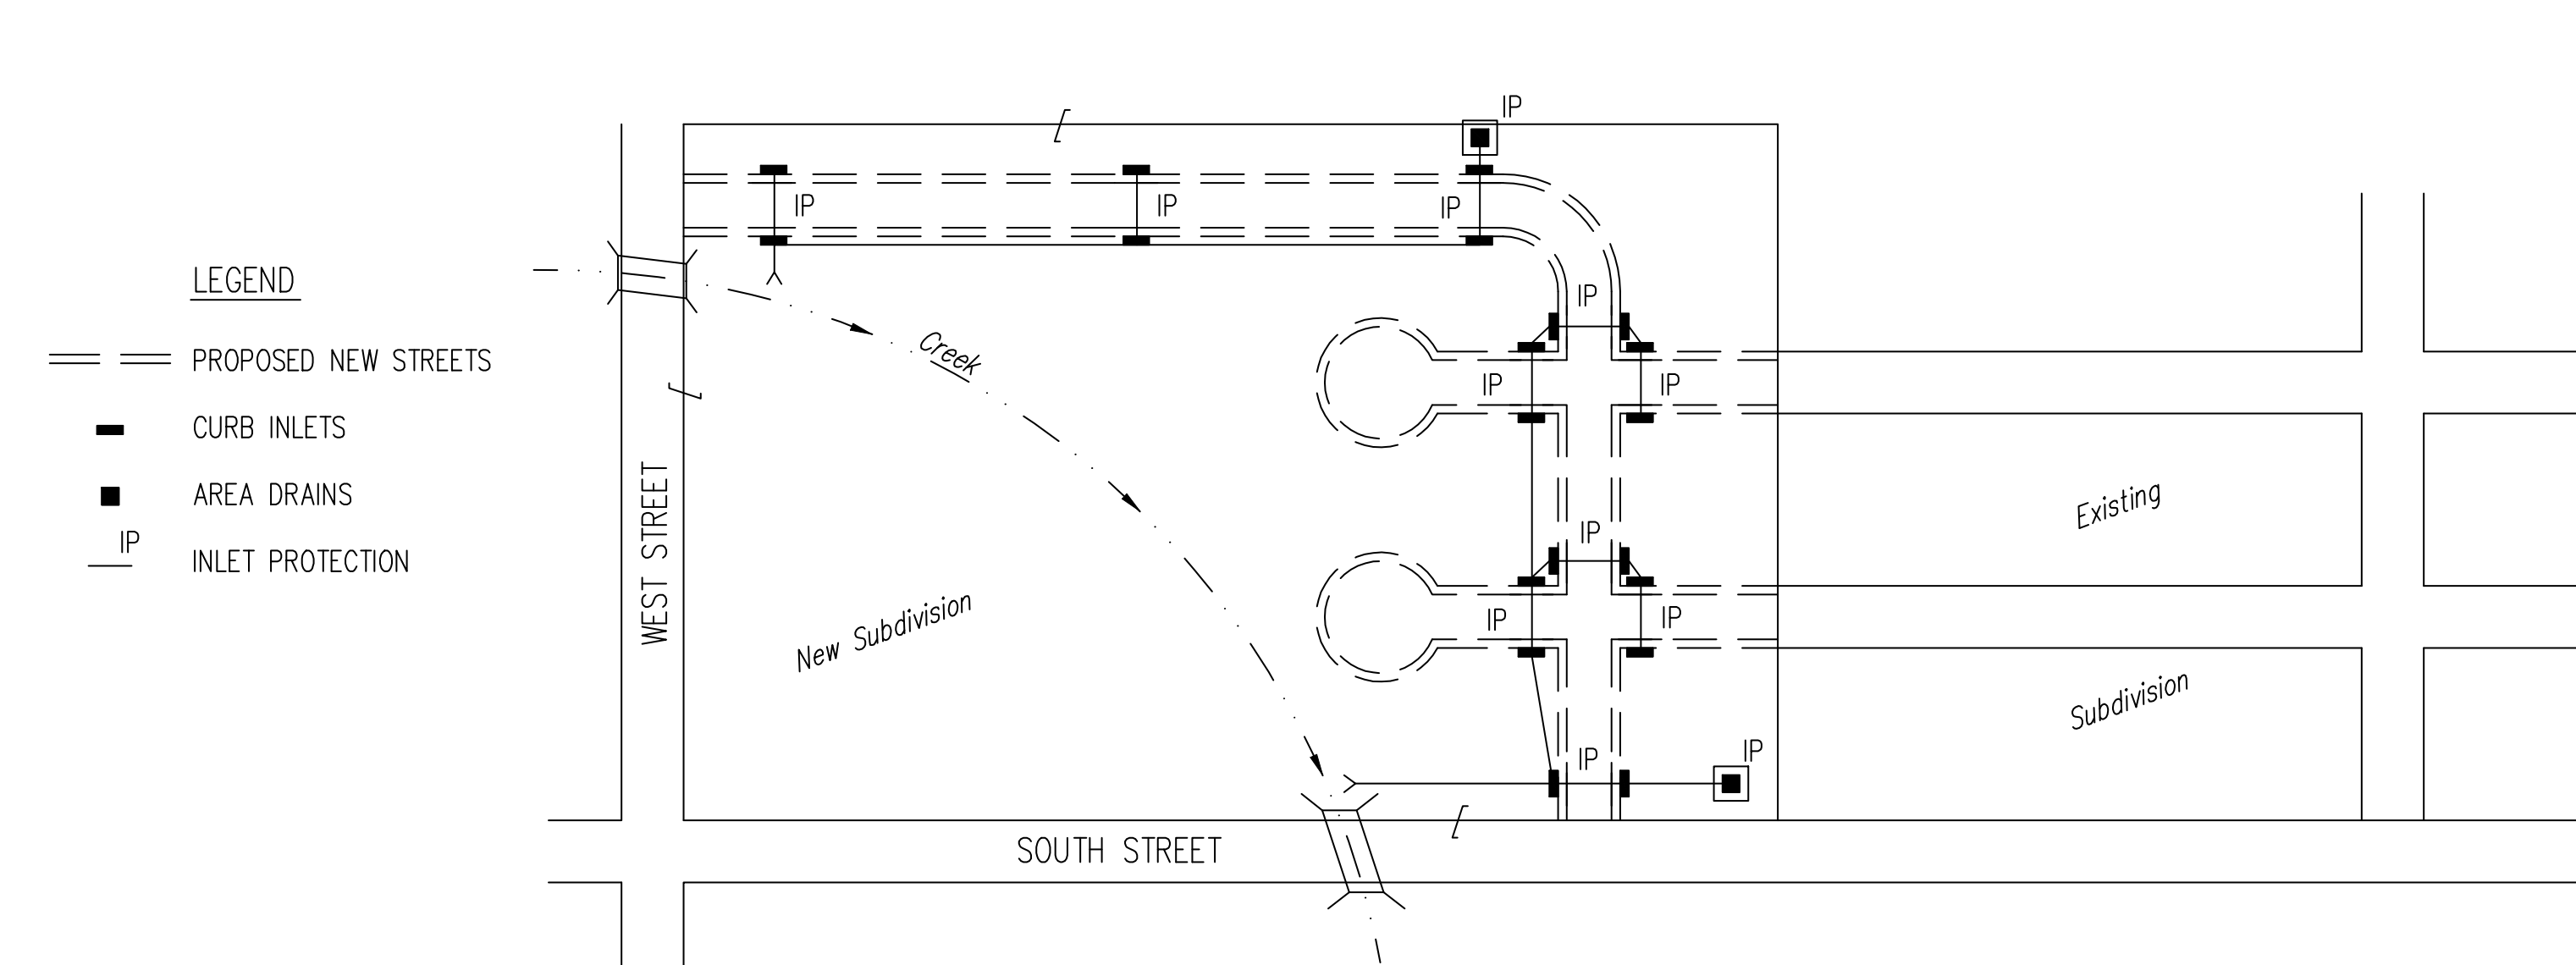 IP
IP
IP
IP
LEGEND
PROPOSED NEW STREETS
CURB INLETS
AREA DRAINS
IP
INLET PROTECTION
WEST STREET
Creek
New Subdivision
IP
IP
IP
IP
IP
IP
IP
IP
Existing
Subdivision
SOUTH STREET